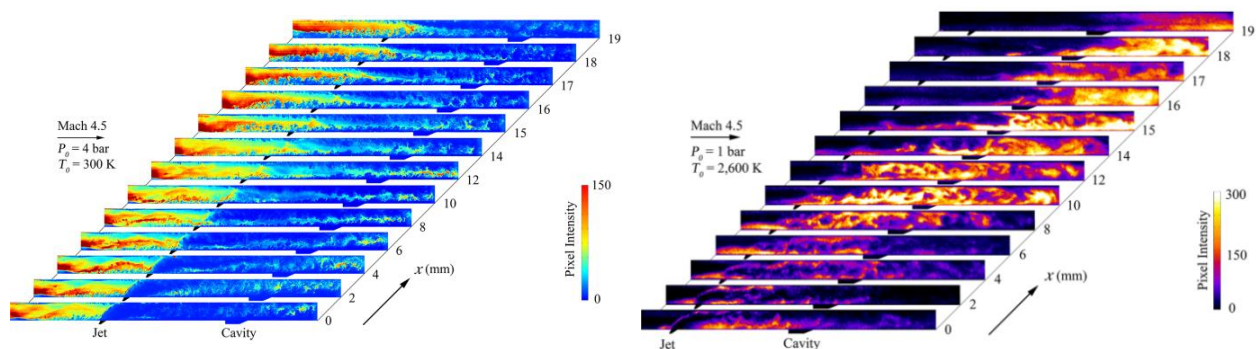 Mach 4.5
P₀ = 4 bar
T₀ = 300 K
19
18
17
16
15
14
12
10
8
6
4
2
0
x (mm)
Jet
Cavity
150
Pixel Intensity
0
Mach 4.5
P₀ = 1 bar
T₀ = 2,600 K
19
18
17
16
15
14
12
10
8
6
4
2
0
x (mm)
Jet
Cavity
300
150
0
Pixel Intensity